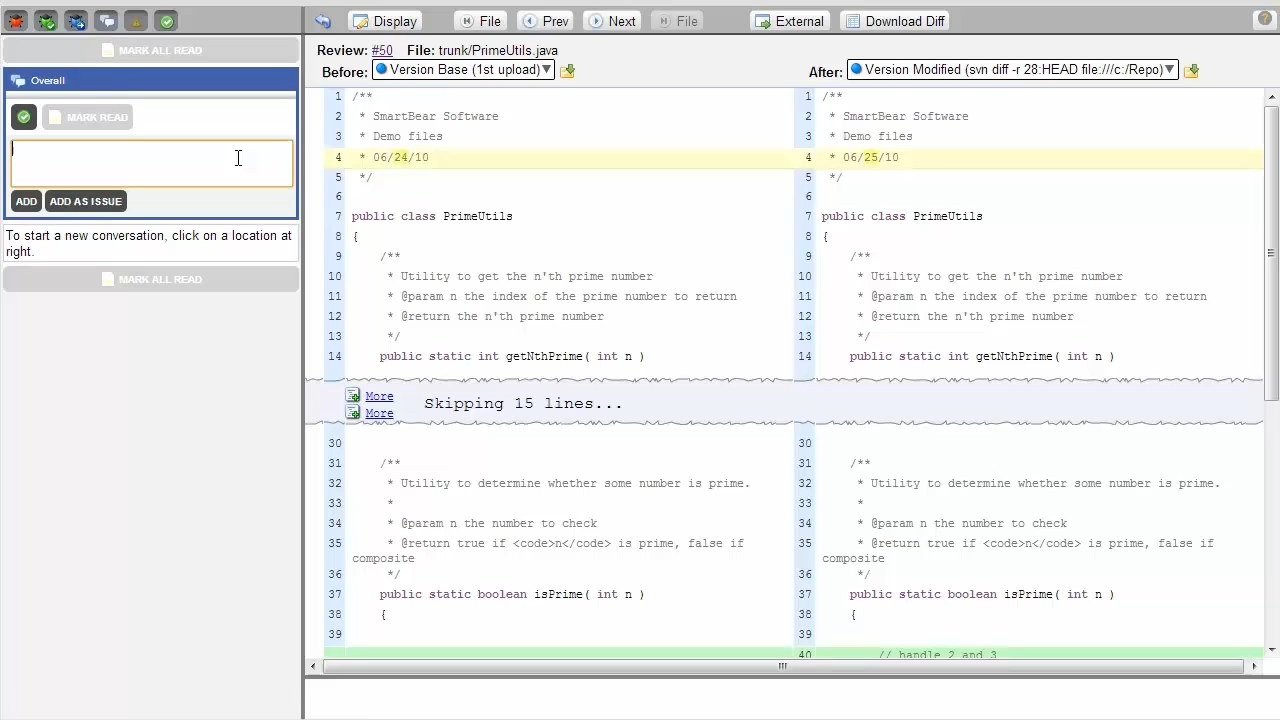 Display File Prev Next File External Download Diff
MARK ALL READ
Overall
MARK READ
ADD ADD AS ISSUE
To start a new conversation, click on a location at
right.
MARK ALL READ
Review: #50 File: trunk/PrimeUtils.java
Before: Version Base (1st upload) After: Version Modified (svn diff -r 28:HEAD file:///c:/Repo)
1 /**
2 * SmartBear Software
3 * Demo files
4 * 06/24/10
5 */
6
7 public class PrimeUtils
8 {
9 /**
10 * Utility to get the n'th prime number
11 * @param n the index of the prime number to return
12 * @return the n'th prime number
13 */
14 public static int getNthPrime( int n )
More
More
Skipping 15 lines...
30
31 /**
32 * Utility to determine whether some number is prime.
33 *
34 * @param n the number to check
35 * @return true if <code>n</code> is prime, false if
composite
36 */
37 public static boolean isPrime( int n )
38 {
39
1 /**
2 * SmartBear Software
3 * Demo files
4 * 06/25/10
5 */
6
7 public class PrimeUtils
8 {
9 /**
10 * Utility to get the n'th prime number
11 * @param n the index of the prime number to return
12 * @return the n'th prime number
13 */
14 public static int getNthPrime( int n )
30
31 /**
32 * Utility to determine whether some number is prime.
33 *
34 * @param n the number to check
35 * @return true if <code>n</code> is prime, false if
composite
36 */
37 public static boolean isPrime( int n )
38 {
39
40 // handle 2 and 3